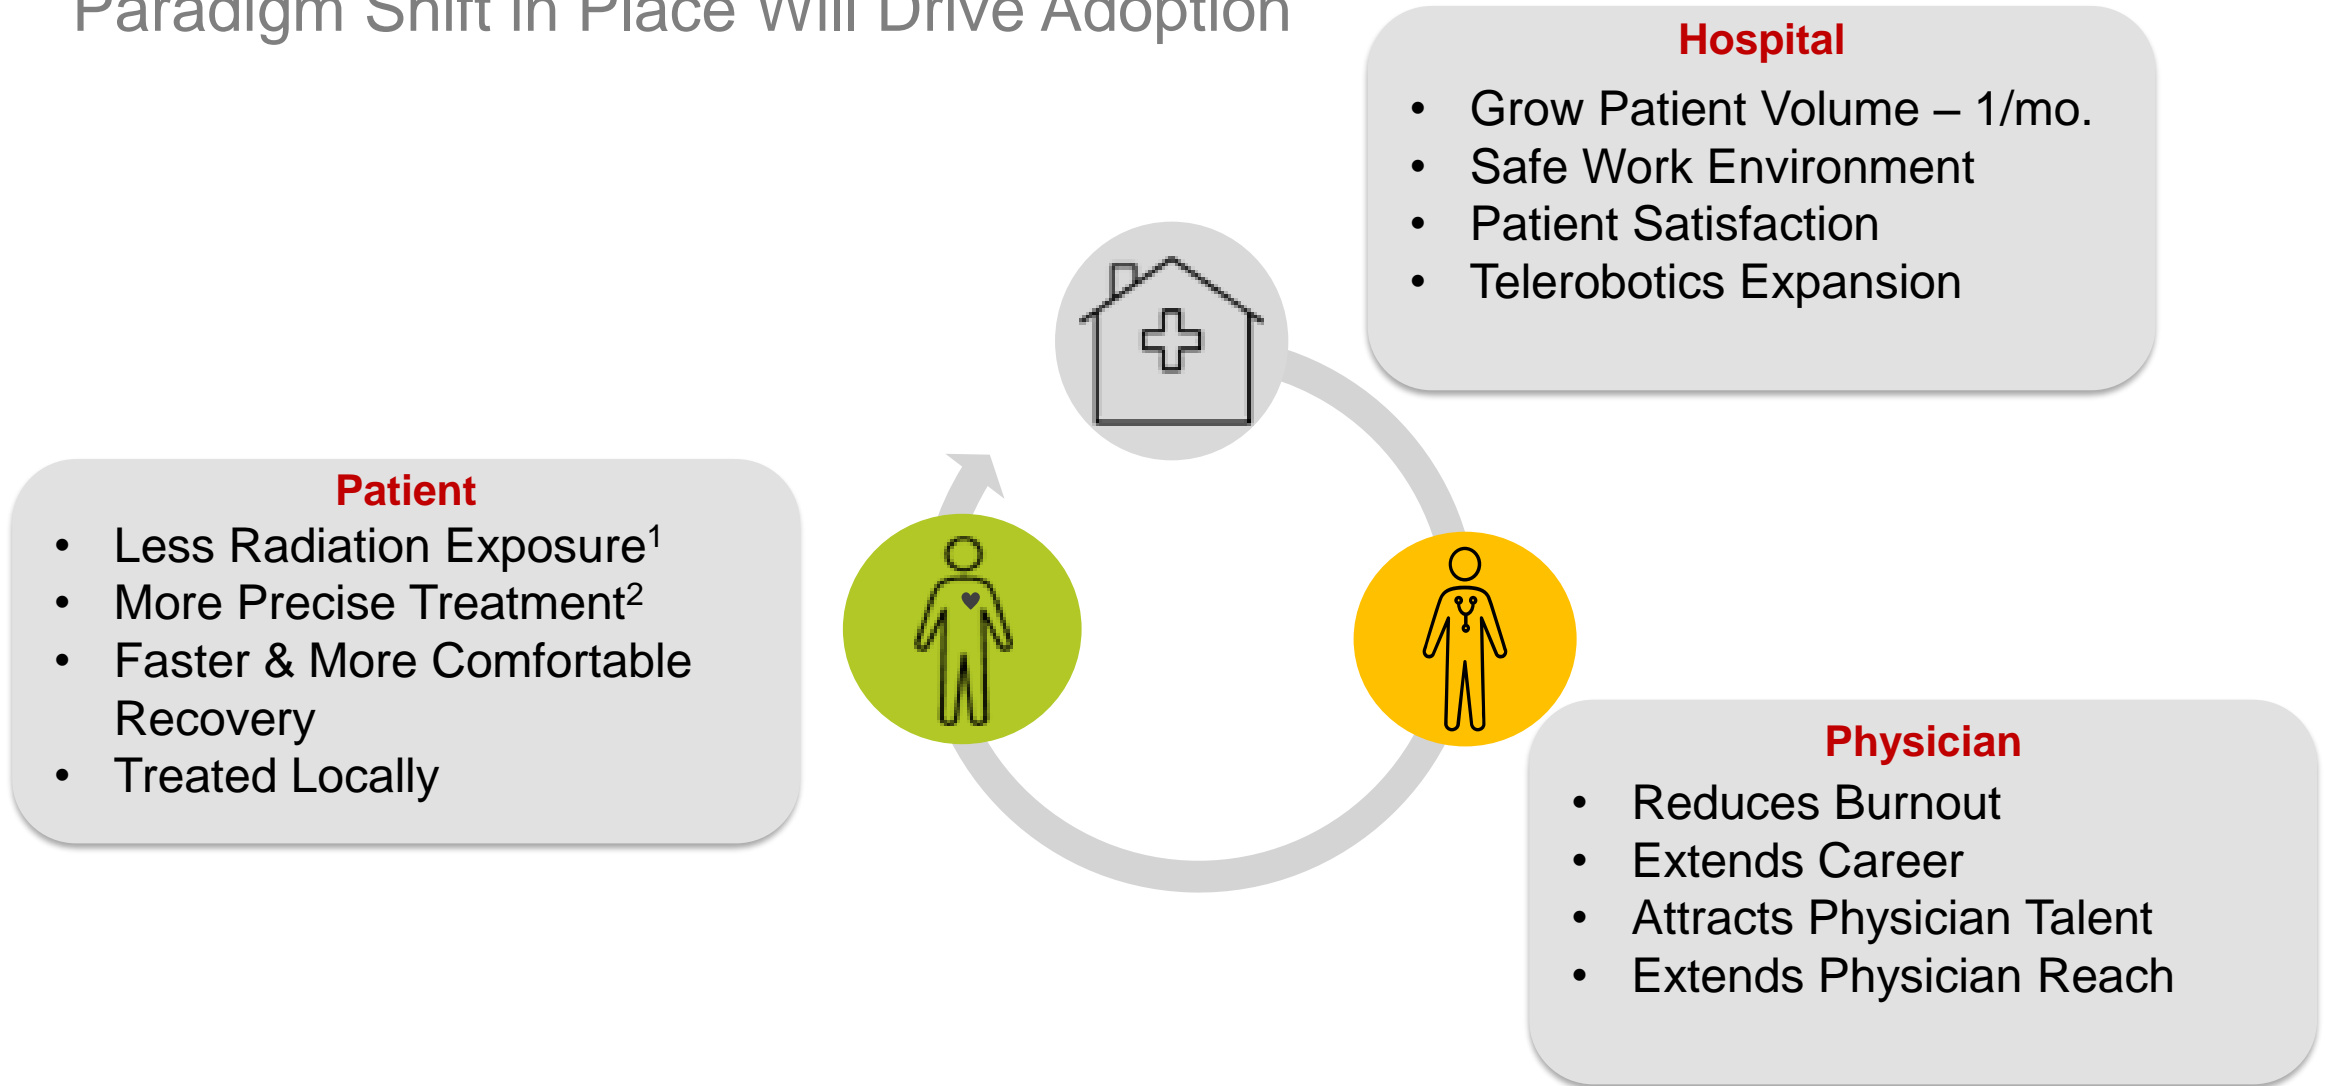 Paradigm Shift in Place Will Drive Adoption
Hospital
• Grow Patient Volume – 1/mo.
• Safe Work Environment
• Patient Satisfaction
• Telerobotics Expansion
Patient
• Less Radiation Exposure¹
• More Precise Treatment²
• Faster & More Comfortable
Recovery
• Treated Locally
Physician
• Reduces Burnout
• Extends Career
• Attracts Physician Talent
• Extends Physician Reach